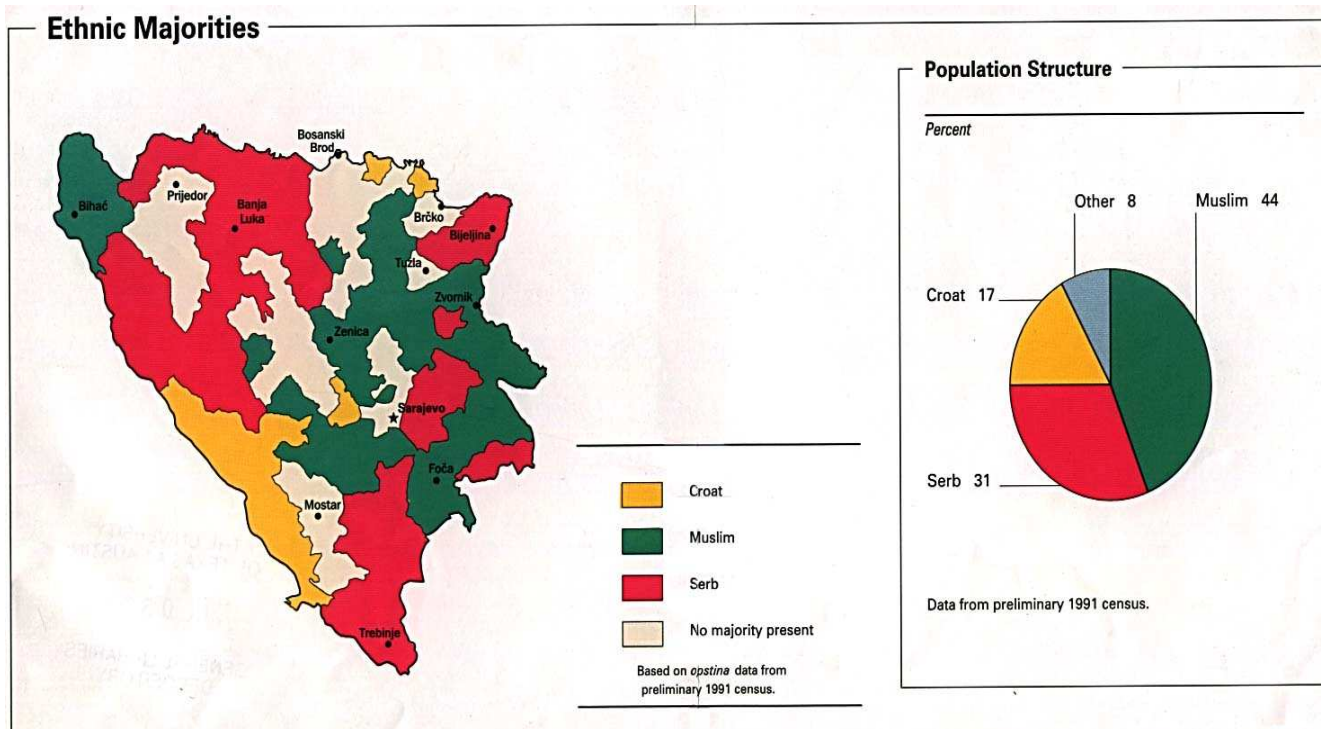 Ethnic Majorities
Bosanski
Brod
Prijedor
Bihać
Banja
Luka
Brčko
Bijeljina
Tuzla
Zvornik
Zenica
Sarajevo
Foča
Mostar
Trebinje
Croat
Muslim
Serb
No majority present
Based on opstina data from
preliminary 1991 census.
Population Structure
Percent
Other 8
Muslim 44
Croat 17
Serb 31
Data from preliminary 1991 census.